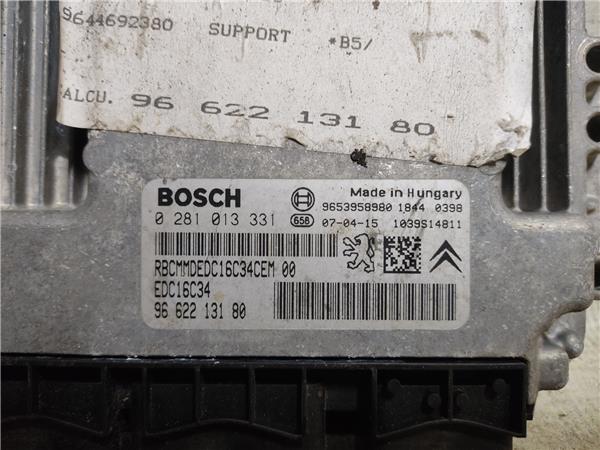 9644692380 SUPPORT *B5/
ALCU. 96 622 131 80
BOSCH
Made in Hungary
9653958980 1844 0398
0 281 013 331 658 07-04-15 1039S14811
RBCMMDEDC16C34CEM 00
EDC16C34
96 622 131 80